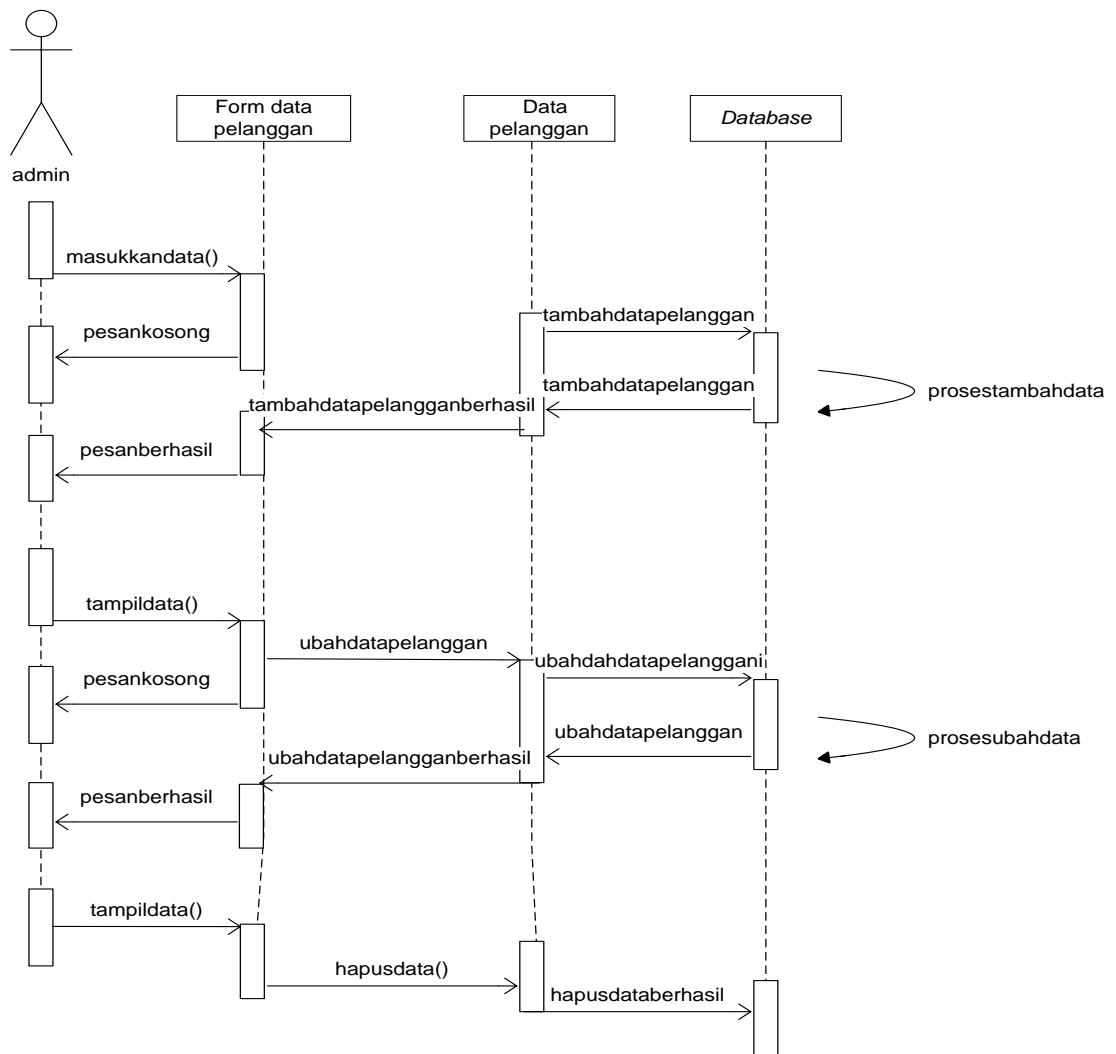 Form data
pelanggan
Data
pelanggan
Database
admin
masukkandata()
tambahdatapelanggan
pesankosong
tambahdatapelanggan
prosestambahdata
tambahdatapelangganberhasil
pesanberhasil
tampildata()
ubahdatapelanggan
ubahdahdatapelanggani
pesankosong
ubahdatapelanggan
prosesubahdata
ubahdatapelangganberhasil
pesanberhasil
tampildata()
hapusdata()
hapusdataberhasil